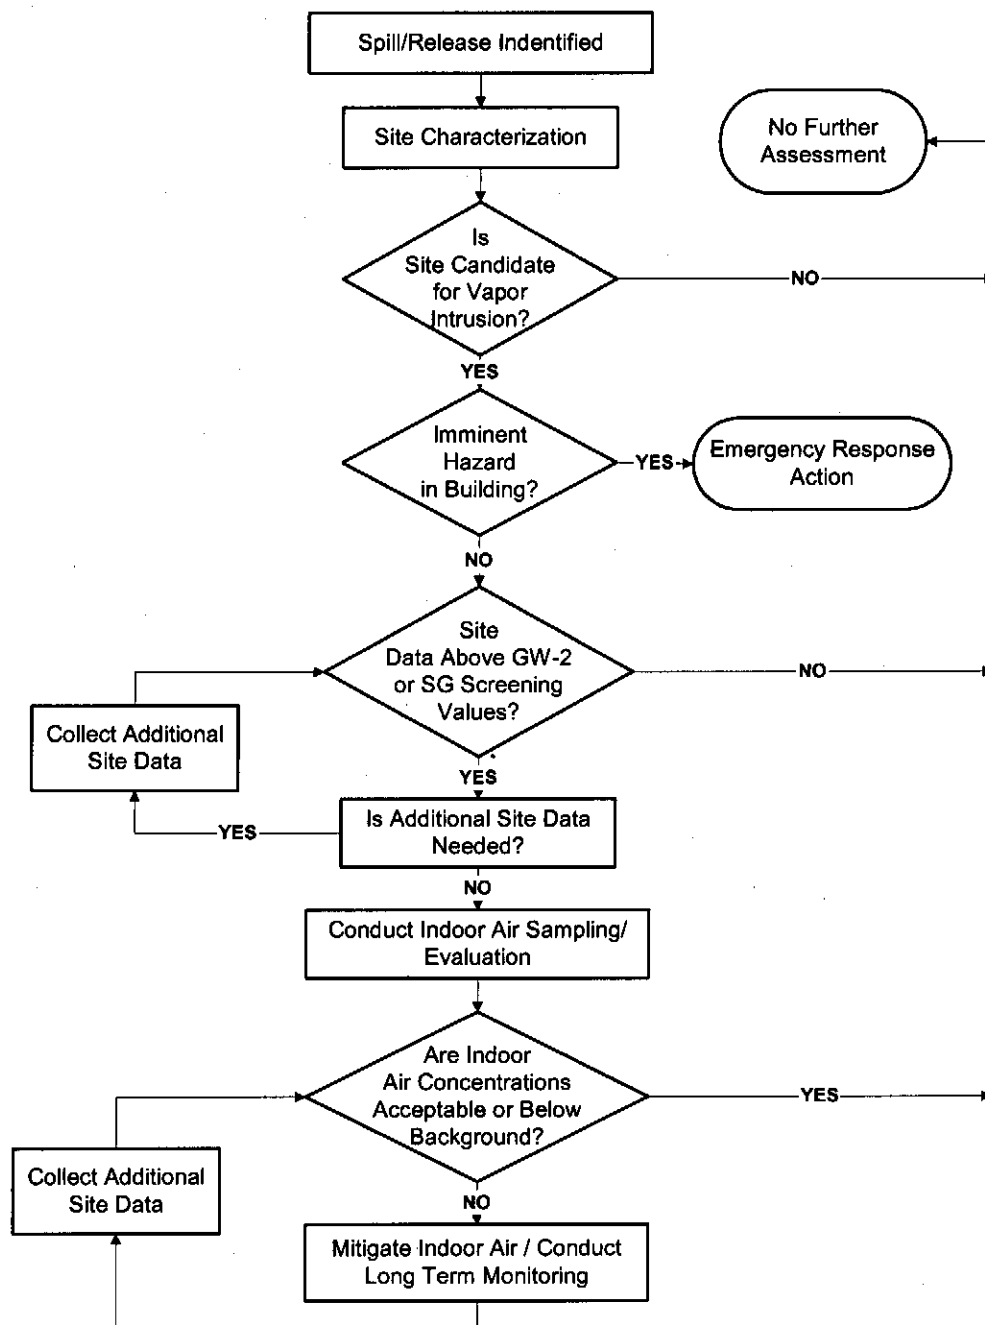 Spill/Release Indentified
Site Characterization
No Further
Assessment
Is
Site Candidate
for Vapor
Intrusion?
NO
YES
Imminent
Hazard
in Building?
YES
Emergency Response
Action
NO
Site
Data Above GW-2
or SG Screening
Values?
NO
Collect Additional
Site Data
YES
Is Additional Site Data
Needed?
YES
NO
Conduct Indoor Air Sampling/
Evaluation
Are Indoor
Air Concentrations
Acceptable or Below
Background?
YES
Collect Additional
Site Data
NO
Mitigate Indoor Air / Conduct
Long Term Monitoring